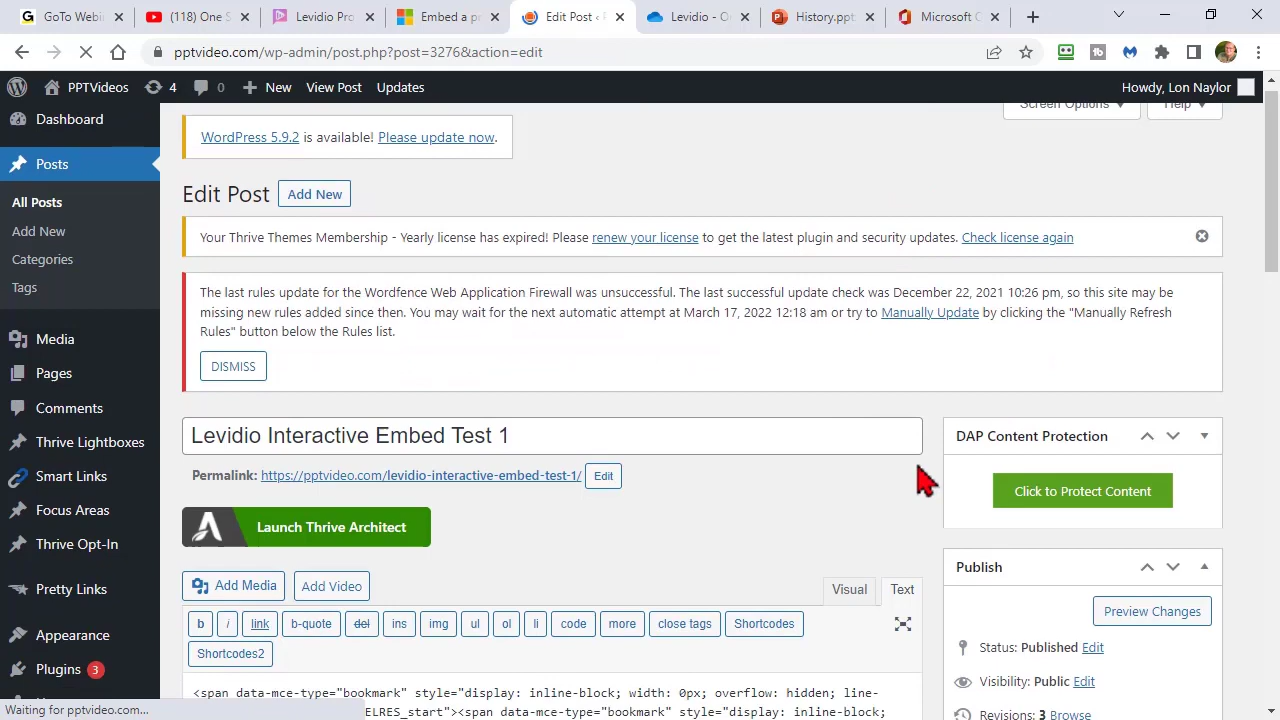 GoTo Webin
(118) One S
Levidio Pro
Embed a p
Edit Post ‹ P
Levidio - On
History.ppt
Microsoft O
pptvideo.com/wp-admin/post.php?post=3276&action=edit
PPTVideos
4
0
New
View Post
Updates
Howdy, Lon Naylor
Dashboard
Posts
All Posts
Add New
Categories
Tags
Media
Pages
Comments
Thrive Lightboxes
Smart Links
Focus Areas
Thrive Opt-In
Pretty Links
Appearance
Plugins 3
Screen Options
Help
WordPress 5.9.2 is available! Please update now.
Edit Post
Add New
Your Thrive Themes Membership - Yearly license has expired! Please renew your license to get the latest plugin and security updates. Check license again
The last rules update for the Wordfence Web Application Firewall was unsuccessful. The last successful update check was December 22, 2021 10:26 pm, so this site may
missing new rules added since then. You may wait for the next automatic attempt at March 17, 2022 12:18 am or try to Manually Update by clicking the "Manually Refresh
Rules" button below the Rules list.
DISMISS
Levidio Interactive Embed Test 1
Permalink: https://pptvideo.com/levidio-interactive-embed-test-1/ Edit
Launch Thrive Architect
Add Media
Add Video
Visual
Text
b
i
link
b-quote
del
ins
img
ul
ol
li
code
more
close tags
Shortcodes
Shortcodes2
<span data-mce-type="bookmark" style="display: inline-block; width: 0px; overflow: hidden; line-
ELRES_start"><span data-mce-type="bookmark" style="display: inline-block;
DAP Content Protection
Click to Protect Content
Publish
Preview Changes
Status: Published Edit
Visibility: Public Edit
Revisions: 3 Browse
Waiting for pptvideo.com...